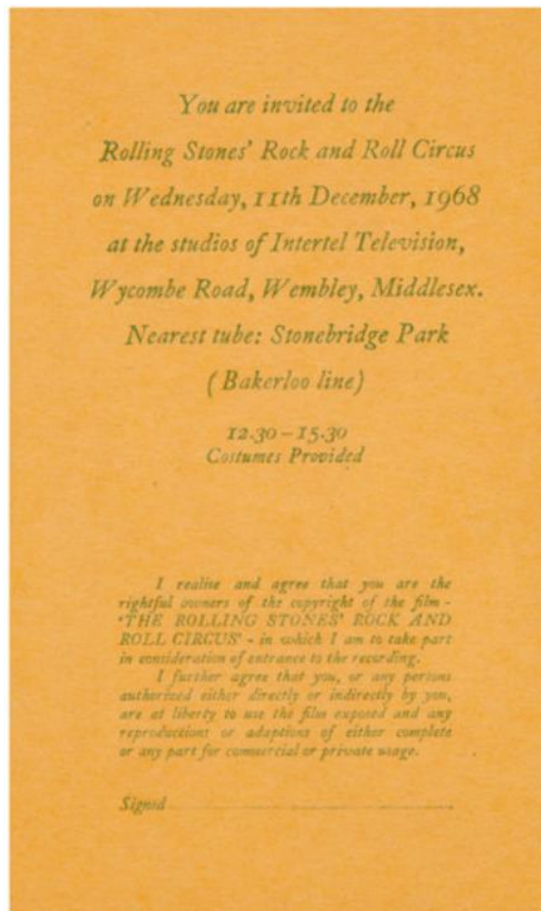 You are invited to the
Rolling Stones' Rock and Roll Circus
on Wednesday, 11th December, 1968
at the studios of Intertel Television,
Wycombe Road, Wembley, Middlesex.
Nearest tube: Stonebridge Park
(Bakerloo line)
12.30–15.30
Costumes Provided
I realise and agree that you are the
rightful owners of the copyright of the film -
'THE ROLLING STONES' ROCK AND
ROLL CIRCUS' - in which I am to take part
in consideration of entrance to the recording.
I further agree that you, or any persons
authorised either directly or indirectly by you,
are at liberty to use the film exposed and any
reproductions or adaptions of either complete
or any part for commercial or private usage.
Signed